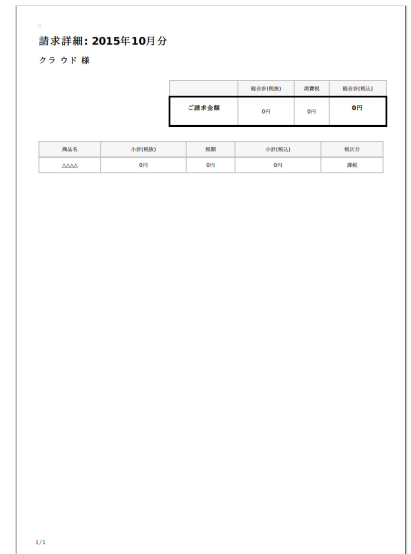 請求詳細: 2015年10月分
クラ ウド 様
総合計(税抜) 消費税 総合計(税込)
ご請求金額 0円 0円 0円
商品名 小計(税抜) 税額 小計(税込) 税区分
△△△△ 0円 0円 0円 課税
1/1